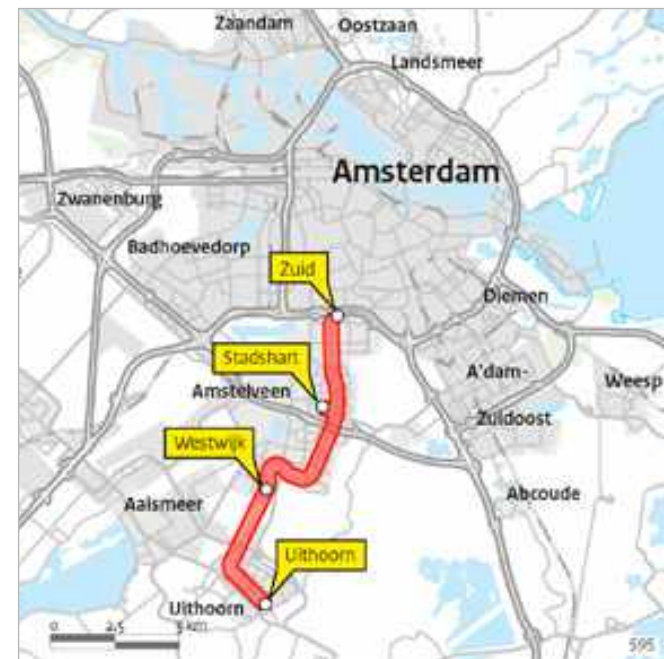 Zaandam
Oostzaan
Landsmeer
Amsterdam
Zwanenburg
Badhoevedorp
Zuid
Diemen
Stadshart
A'dam-
Zuidoost
Weesp
Amstelveen
Westwijk
Abcoude
Aalsmeer
Uithoorn
Uithoorn
0 2,5 5 km
595